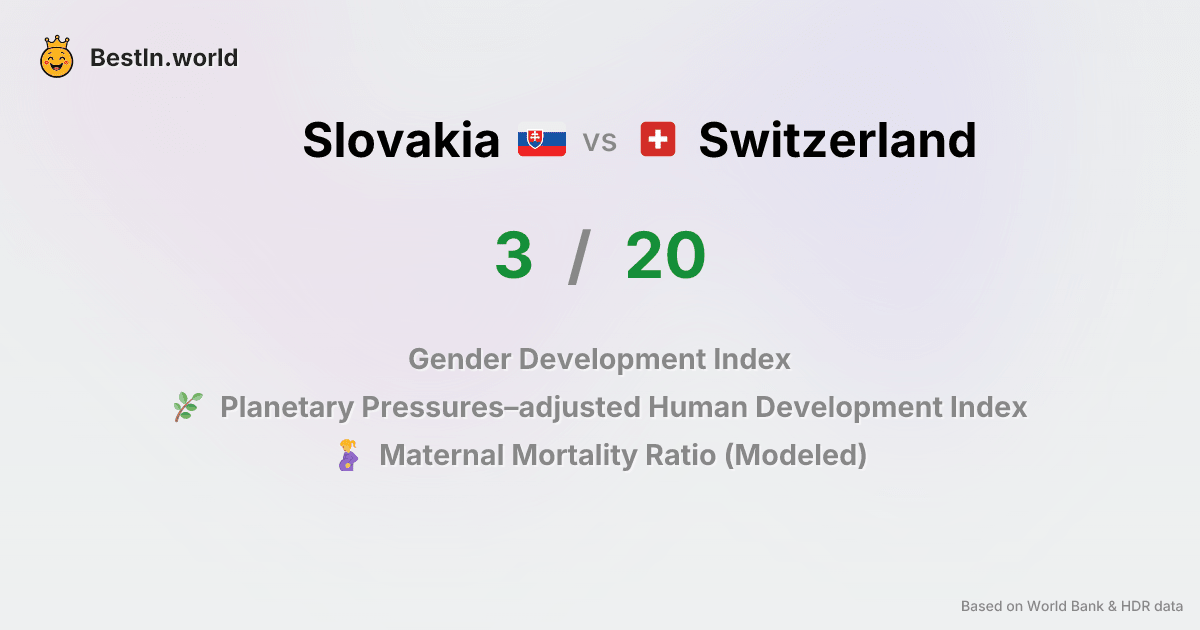 BestIn.world
Slovakia vs Switzerland
3 / 20
Gender Development Index
Planetary Pressures–adjusted Human Development Index
Maternal Mortality Ratio (Modeled)
Based on World Bank & HDR data